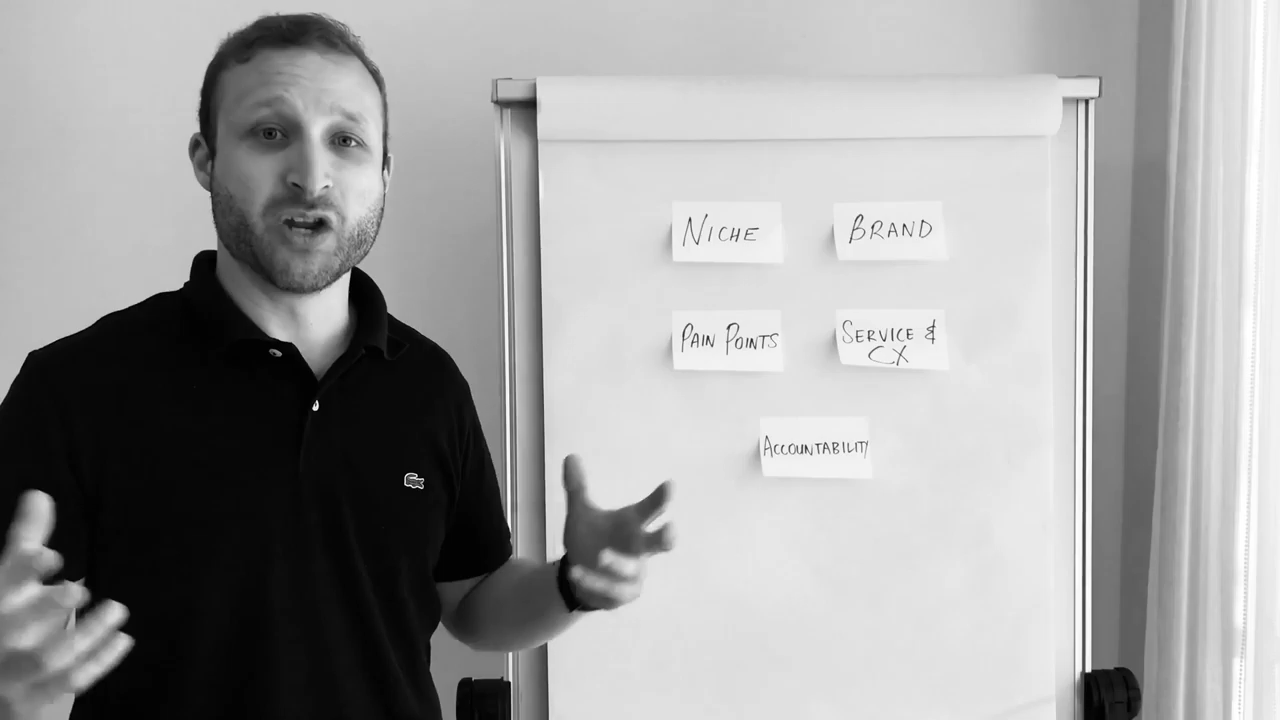 NICHE
BRAND
PAIN POINTS
SERVICE &
CX
ACCOUNTABILITY